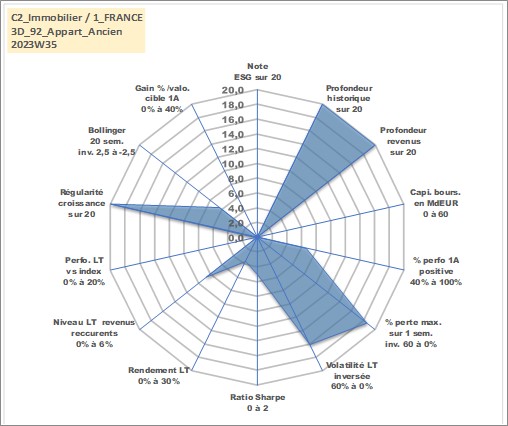 C2_Immobilier / 1_FRANCE
3D_92_Appart_Ancien
2023W35
Note
ESG sur 20
Profondeur
historique
sur 20
Profondeur
revenus
sur 20
Capi. bours.
en MdEUR
0 à 60
% perfo 1A
positive
40% à 100%
% perte max.
sur 1 sem.
inv. 60 à 0%
Volatilité LT
inversée
60% à 0%
Ratio Sharpe
0 à 2
Rendement LT
0% à 30%
Niveau LT revenus
reccurents
0% à 6%
Perfo. LT
vs index
0% à 20%
Régularité
croissance
sur 20
Bollinger
20 sem.
inv. 2,5 à -2,5
Gain % /valo.
cible 1A
0% à 40%
20,0
18,0
16,0
14,0
12,0
10,0
8,0
6,0
4,0
2,0
0,0